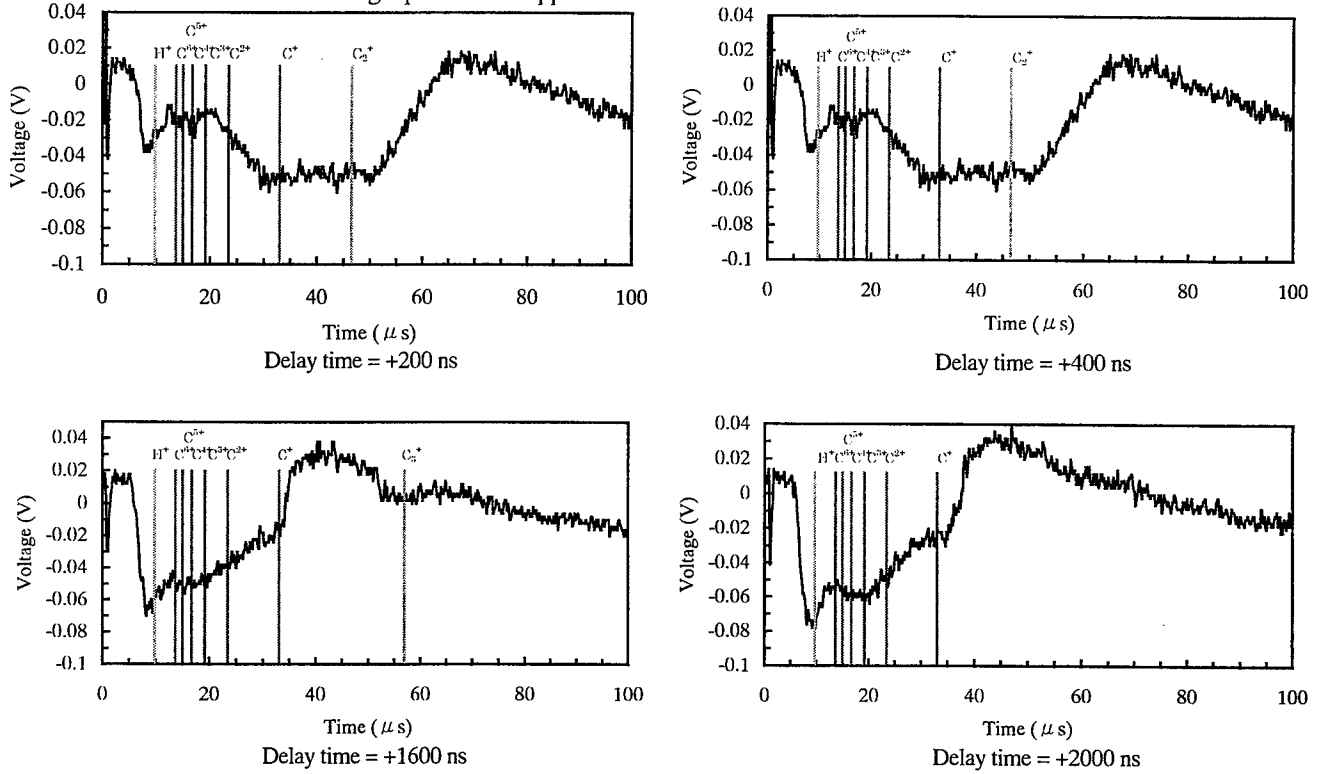 0.04
0.02
0
-0.02
-0.04
-0.06
-0.08
-0.1
Voltage (V)
C⁵⁺
H⁺ C⁶⁺ C⁴⁺ C³⁺ C²⁺ C⁺ C₂⁺
0 20 40 60 80 100
Time ( μ s)
Delay time = +200 ns
0.04
0.02
0
-0.02
-0.04
-0.06
-0.08
-0.1
Voltage (V)
C⁵⁺
H⁺ C⁶⁺ C⁴⁺ C³⁺ C²⁺ C⁺ C₂⁺
0 20 40 60 80 100
Time ( μ s)
Delay time = +400 ns
0.04
0.02
0
-0.02
-0.04
-0.06
-0.08
-0.1
Voltage (V)
C⁵⁺
H⁺ C⁶⁺ C⁴⁺ C³⁺ C²⁺ C⁺ C₂⁺
0 20 40 60 80 100
Time ( μ s)
Delay time = +1600 ns
0.04
0.02
0
-0.02
-0.04
-0.06
-0.08
-0.1
Voltage (V)
C⁵⁺
H⁺ C⁶⁺ C⁴⁺ C³⁺ C²⁺ C⁺
0 20 40 60 80 100
Time ( μ s)
Delay time = +2000 ns